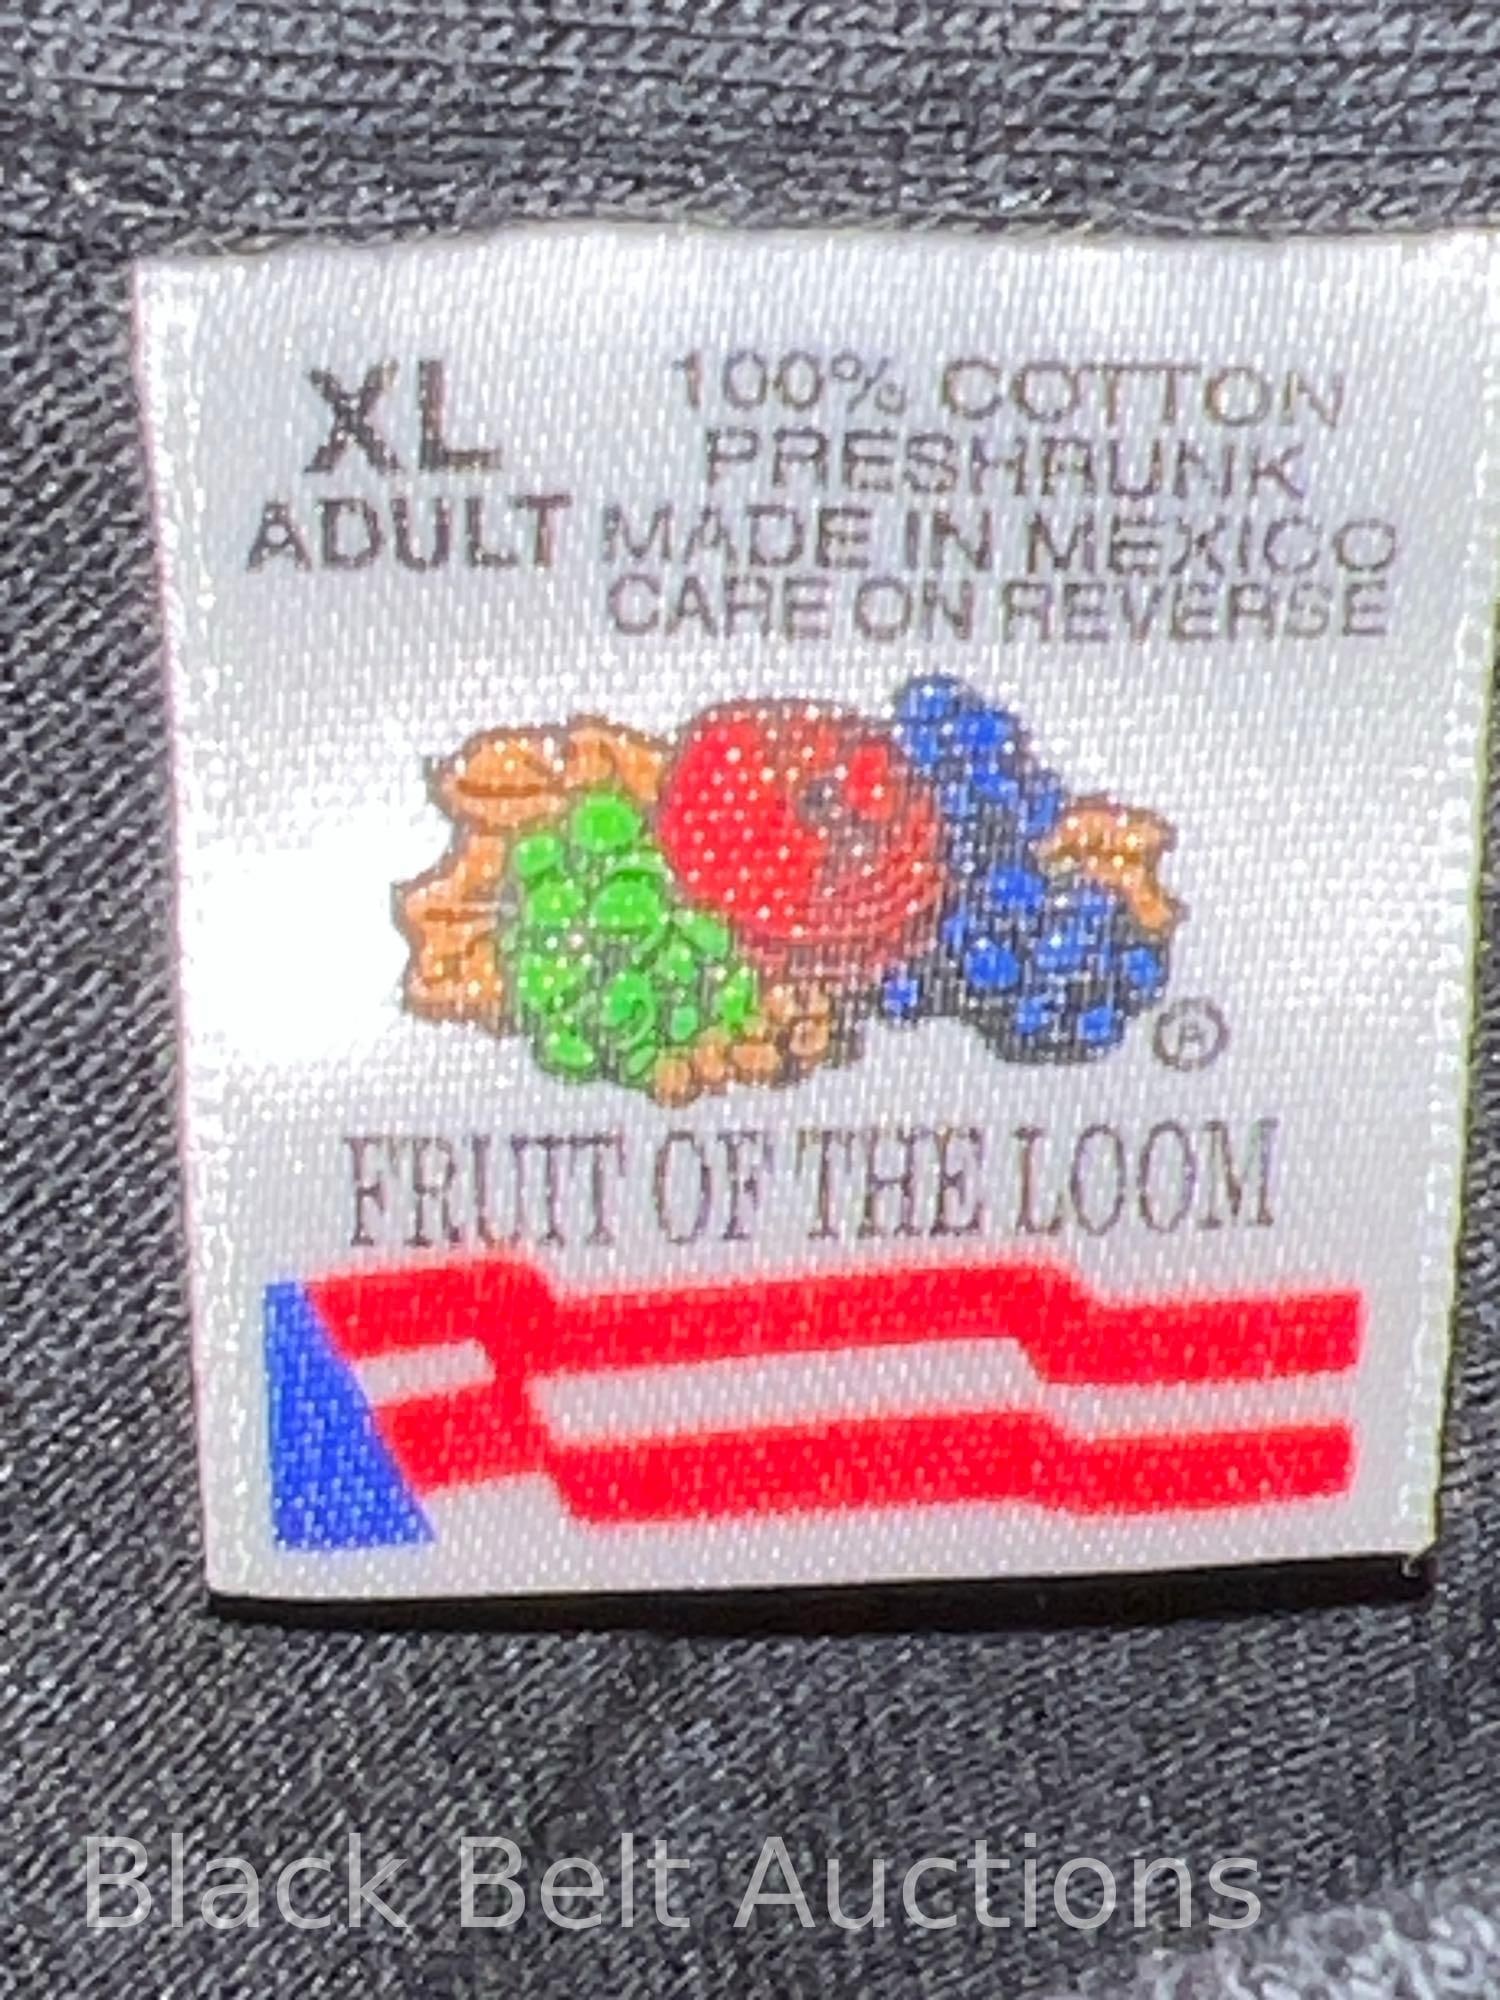 XL
ADULT
100% COTTON
PRESHRUNK
MADE IN MEXICO
CARE ON REVERSE
®
FRUIT OF THE LOOM
Black Belt Auctions